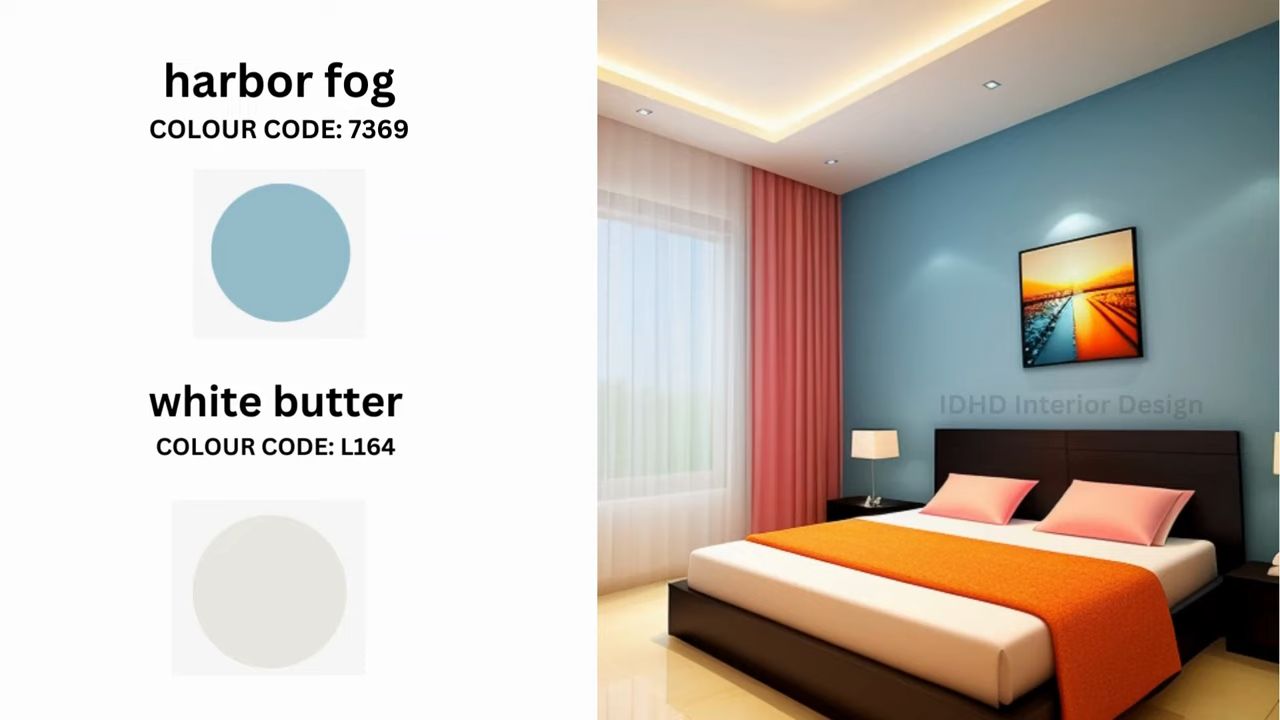 harbor fog
COLOUR CODE: 7369
white butter
COLOUR CODE: L164
IDHD Interior Design